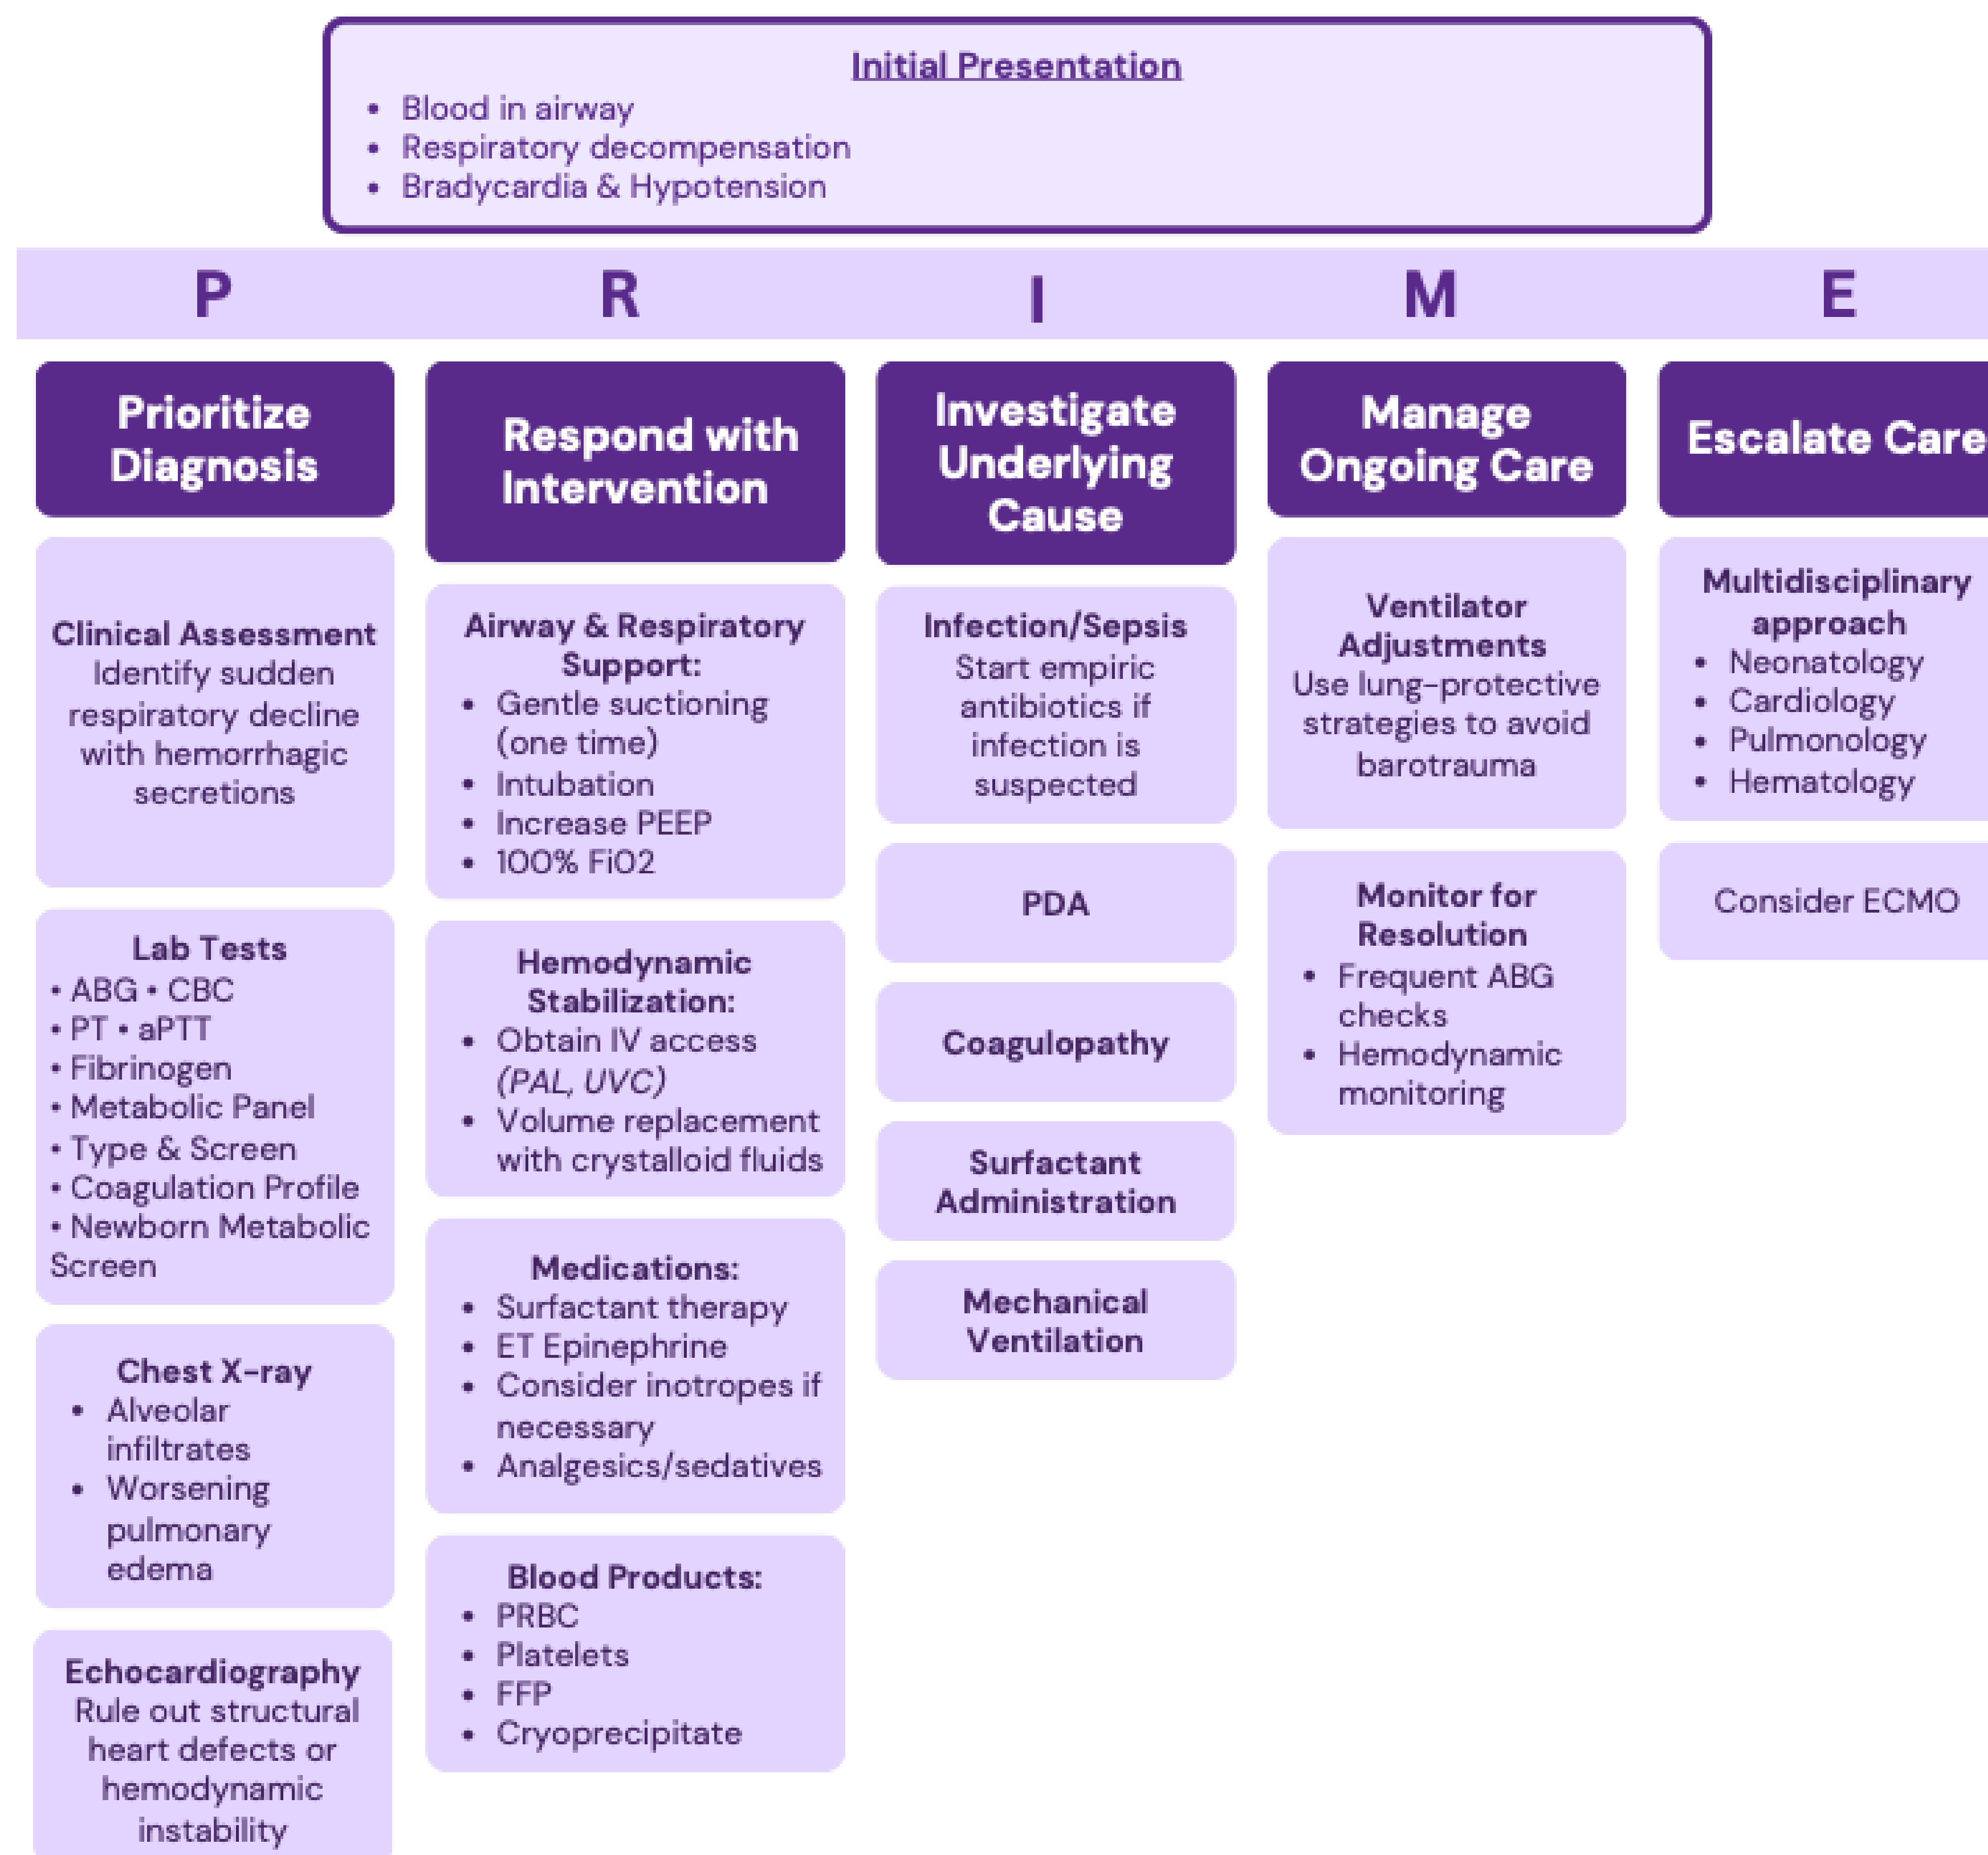 Initial Presentation
• Blood in airway
• Respiratory decompensation
• Bradycardia & Hypotension
P R I M E
Prioritize
Diagnosis
Clinical Assessment
Identify sudden
respiratory decline
with hemorrhagic
secretions
Lab Tests
• ABG • CBC
• PT • aPTT
• Fibrinogen
• Metabolic Panel
• Type & Screen
• Coagulation Profile
• Newborn Metabolic
Screen
Chest X-ray
• Alveolar
infiltrates
• Worsening
pulmonary
edema
Echocardiography
Rule out structural
heart defects or
hemodynamic
instability
Respond with
Intervention
Airway & Respiratory
Support:
• Gentle suctioning
(one time)
• Intubation
• Increase PEEP
• 100% FiO2
Hemodynamic
Stabilization:
• Obtain IV access
(PAL, UVC)
• Volume replacement
with crystalloid fluids
Medications:
• Surfactant therapy
• ET Epinephrine
• Consider inotropes if
necessary
• Analgesics/sedatives
Blood Products:
• PRBC
• Platelets
• FFP
• Cryoprecipitate
Investigate
Underlying
Cause
Infection/Sepsis
Start empiric
antibiotics if
infection is
suspected
PDA
Coagulopathy
Surfactant
Administration
Mechanical
Ventilation
Manage
Ongoing Care
Ventilator
Adjustments
Use lung-protective
strategies to avoid
barotrauma
Monitor for
Resolution
• Frequent ABG
checks
• Hemodynamic
monitoring
Escalate Care
Multidisciplinary
approach
• Neonatology
• Cardiology
• Pulmonology
• Hematology
Consider ECMO